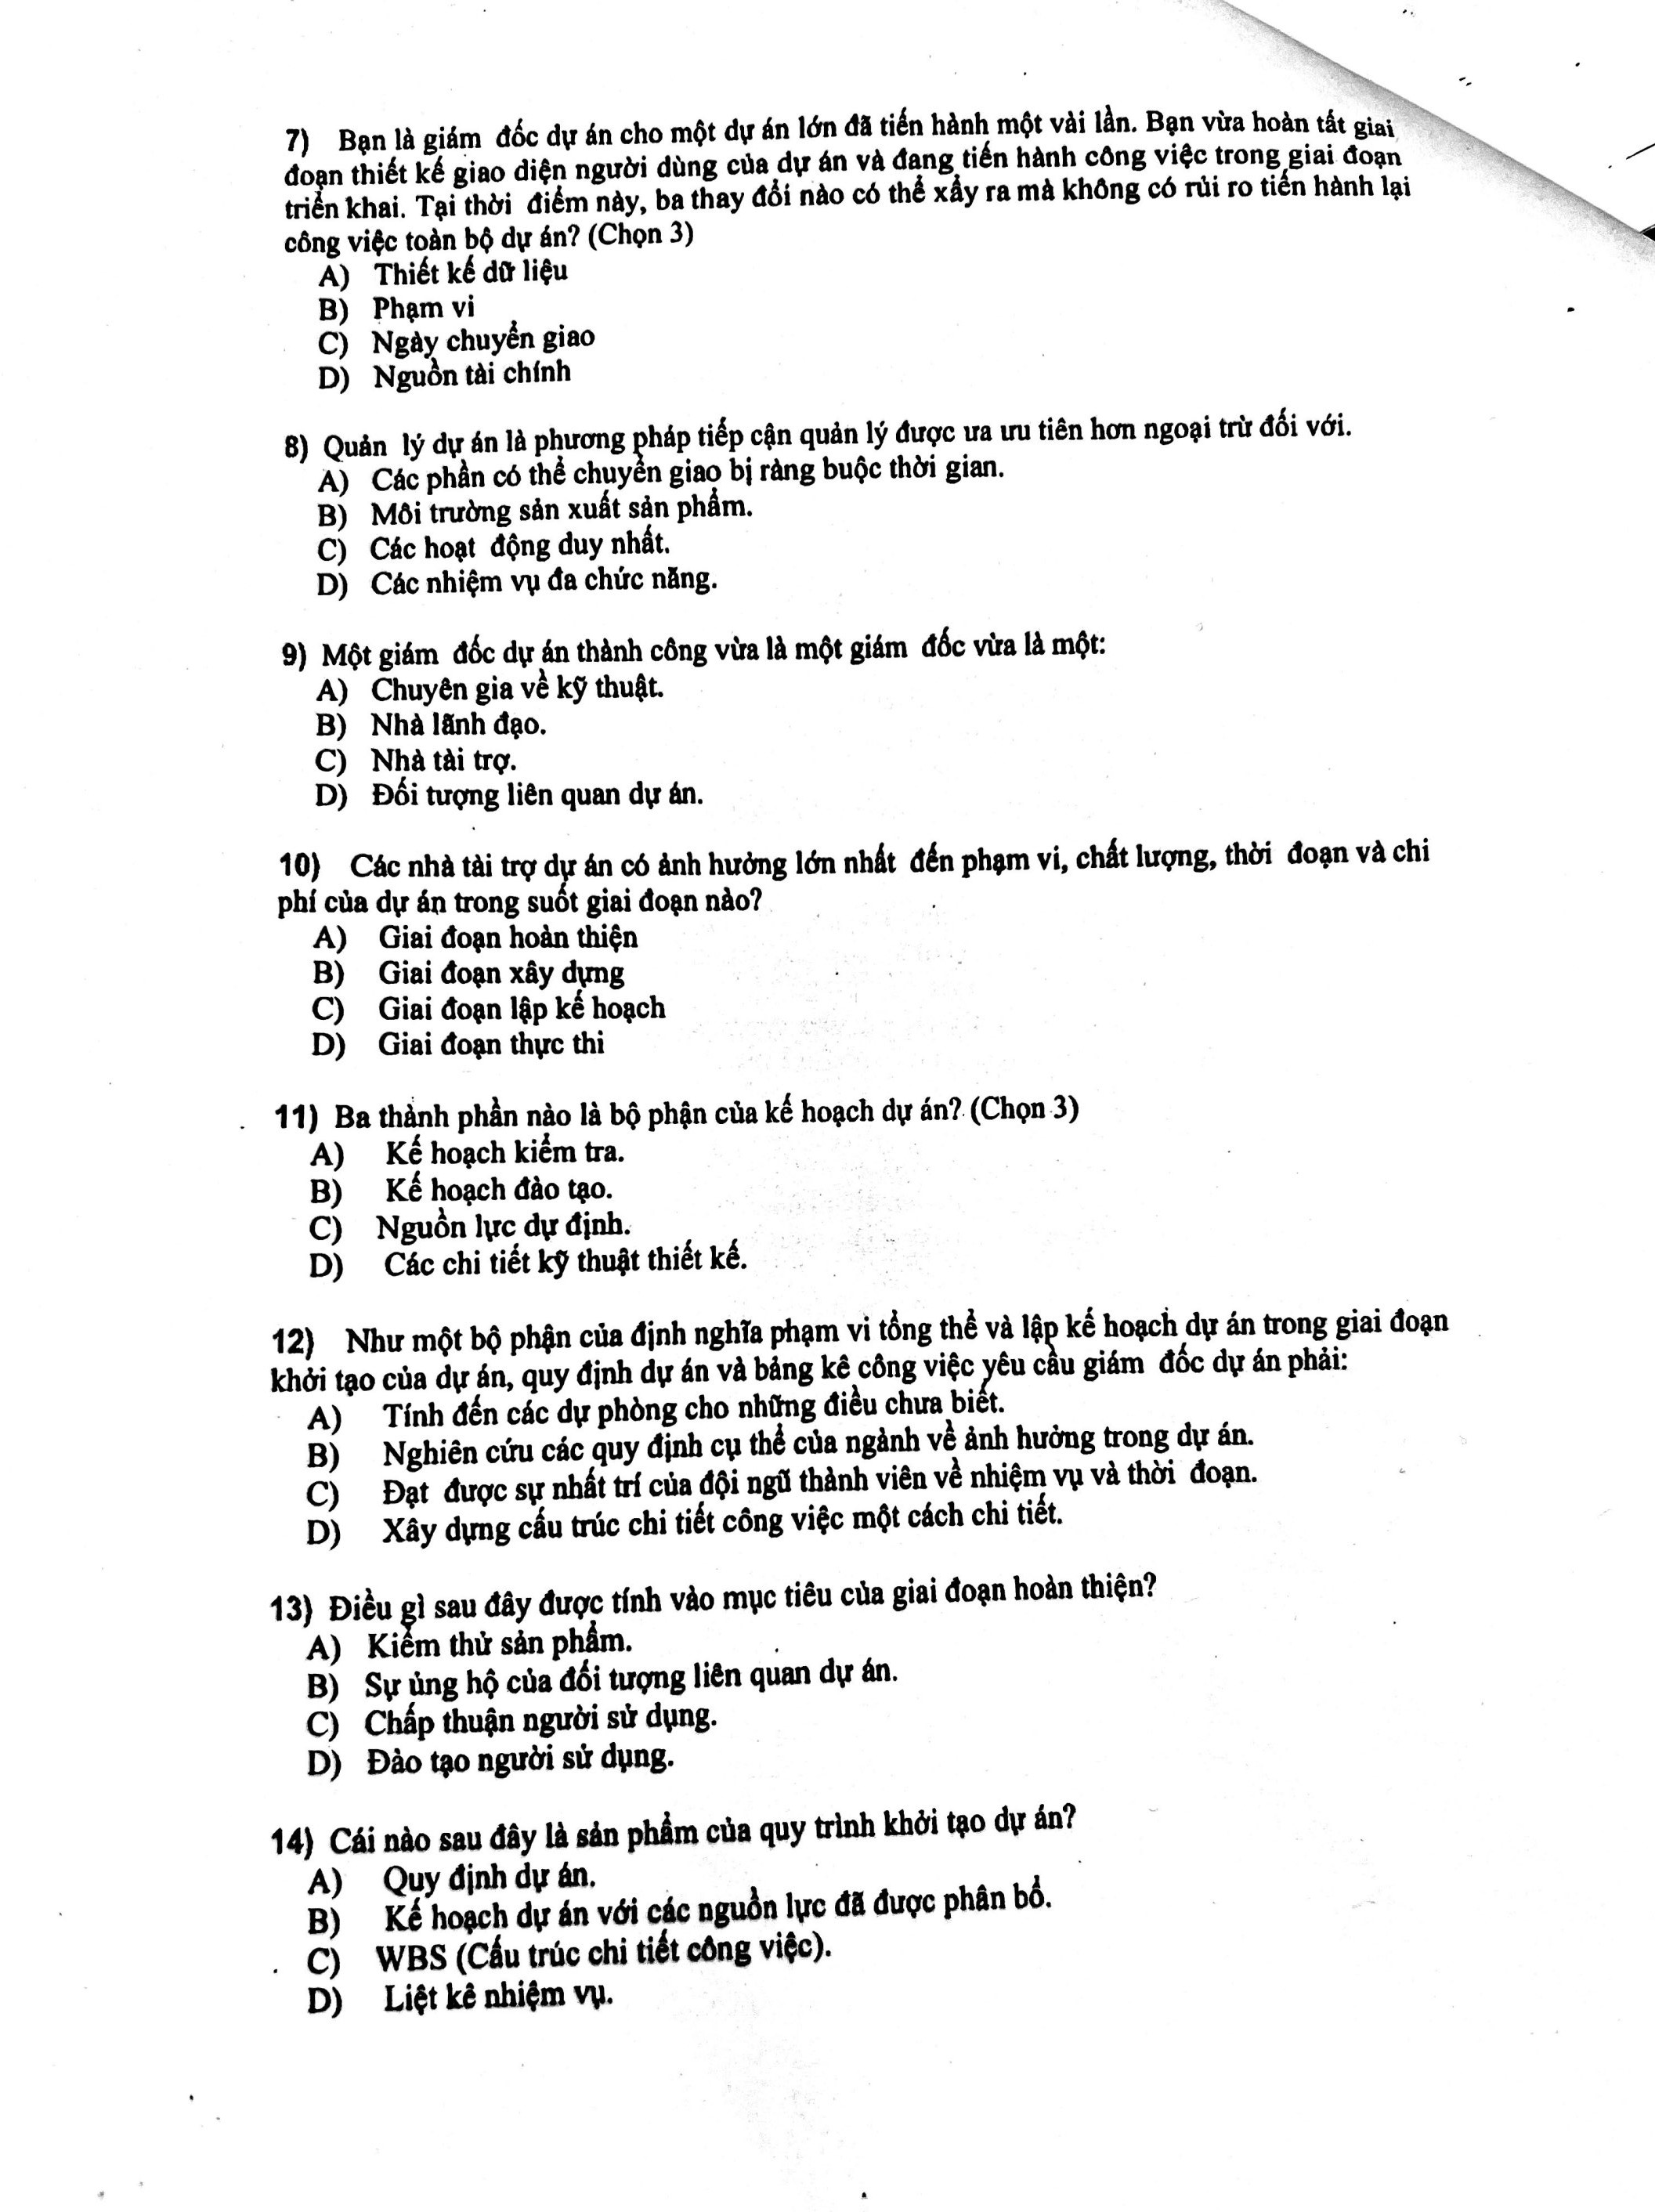 7) Bạn là giám đốc dự án cho một dự án lớn đã tiến hành một vài lần. Bạn vừa hoàn tất giai
đoạn thiết kế giao diện người dùng của dự án và đang tiến hành công việc trong giai đoạn
triển khai. Tại thời điểm này, ba thay đổi nào có thể xẩy ra mà không có rủi ro tiến hành lại
công việc toàn bộ dự án? (Chọn 3)
A) Thiết kế dữ liệu
B) Phạm vi
C) Ngày chuyển giao
D) Nguồn tài chính
8) Quản lý dự án là phương pháp tiếp cận quản lý được ưa ưu tiên hơn ngoại trừ đối với.
A) Các phần có thể chuyển giao bị ràng buộc thời gian.
B) Môi trường sản xuất sản phẩm.
C) Các hoạt động duy nhất.
D) Các nhiệm vụ đa chức năng.
9) Một giám đốc dự án thành công vừa là một giám đốc vừa là một:
A) Chuyên gia về kỹ thuật.
B) Nhà lãnh đạo.
C) Nhà tài trợ.
D) Đối tượng liên quan dự án.
10) Các nhà tài trợ dự án có ảnh hưởng lớn nhất đến phạm vi, chất lượng, thời đoạn và chi
phí của dự án trong suốt giai đoạn nào?
A) Giai đoạn hoàn thiện
B) Giai đoạn xây dựng
C) Giai đoạn lập kế hoạch
D) Giai đoạn thực thi
11) Ba thành phần nào là bộ phận của kế hoạch dự án? (Chọn 3)
A) Kế hoạch kiểm tra.
B) Kế hoạch đào tạo.
C) Nguồn lực dự định.
D) Các chi tiết kỹ thuật thiết kế.
12) Như một bộ phận của định nghĩa phạm vi tổng thể và lập kế hoạch dự án trong giai đoạn
khởi tạo của dự án, quy định dự án và bảng kê công việc yêu cầu giám đốc dự án phải:
A) Tính đến các dự phòng cho những điều chưa biết.
B) Nghiên cứu các quy định cụ thể của ngành về ảnh hưởng trong dự án.
C) Đạt được sự nhất trí của đội ngũ thành viên về nhiệm vụ và thời đoạn.
D) Xây dựng cấu trúc chi tiết công việc một cách chi tiết.
13) Điều gì sau đây được tính vào mục tiêu của giai đoạn hoàn thiện?
A) Kiểm thử sản phẩm.
B) Sự ủng hộ của đối tượng liên quan dự án.
C) Chấp thuận người sử dụng.
D) Đào tạo người sử dụng.
14) Cái nào sau đây là sản phẩm của quy trình khởi tạo dự án?
A) Quy định dự án.
B) Kế hoạch dự án với các nguồn lực đã được phân bổ.
C) WBS (Cấu trúc chi tiết công việc).
D) Liệt kê nhiệm vụ.